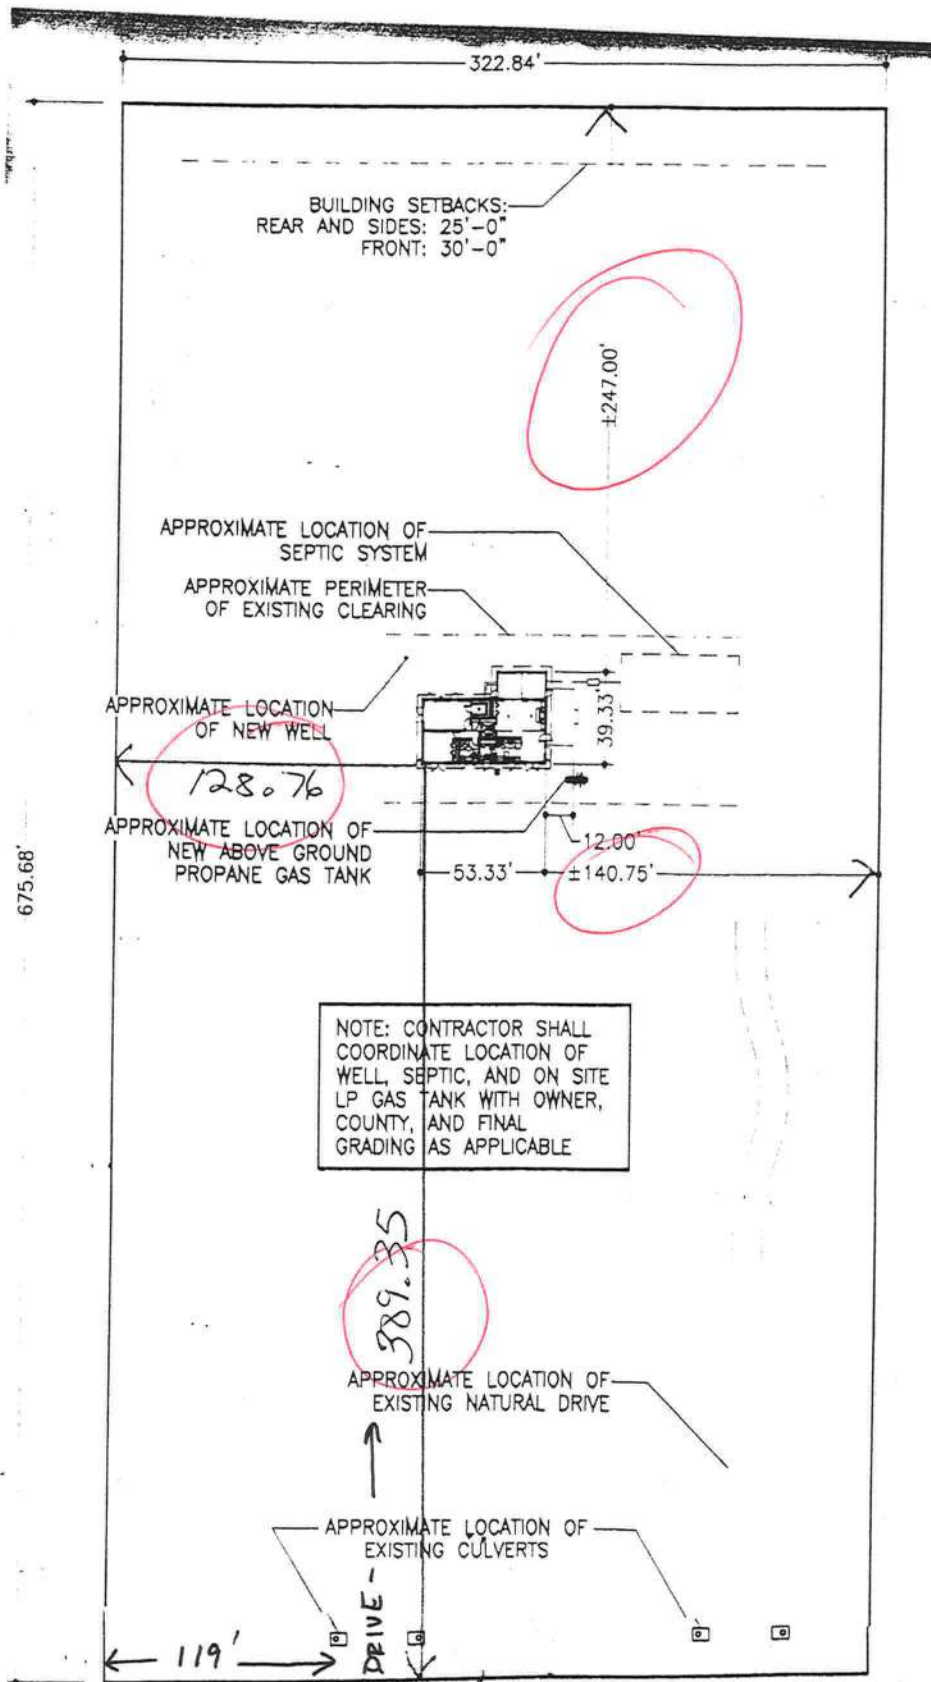 322.84'
BUILDING SETBACKS:
REAR AND SIDES: 25'-0"
FRONT: 30'-0"
±247.00'
APPROXIMATE LOCATION OF
SEPTIC SYSTEM
APPROXIMATE PERIMETER
OF EXISTING CLEARING
APPROXIMATE LOCATION
OF NEW WELL
39.33'
128.76
APPROXIMATE LOCATION OF
NEW ABOVE GROUND
PROPANE GAS TANK
12.00'
53.33'
±140.75'
675.68'
NOTE: CONTRACTOR SHALL
COORDINATE LOCATION OF
WELL, SEPTIC, AND ON SITE
LP GAS TANK WITH OWNER,
COUNTY, AND FINAL
GRADING AS APPLICABLE
389.35
APPROXIMATE LOCATION OF
EXISTING NATURAL DRIVE
APPROXIMATE LOCATION OF
EXISTING CULVERTS
DRIVE -
119'